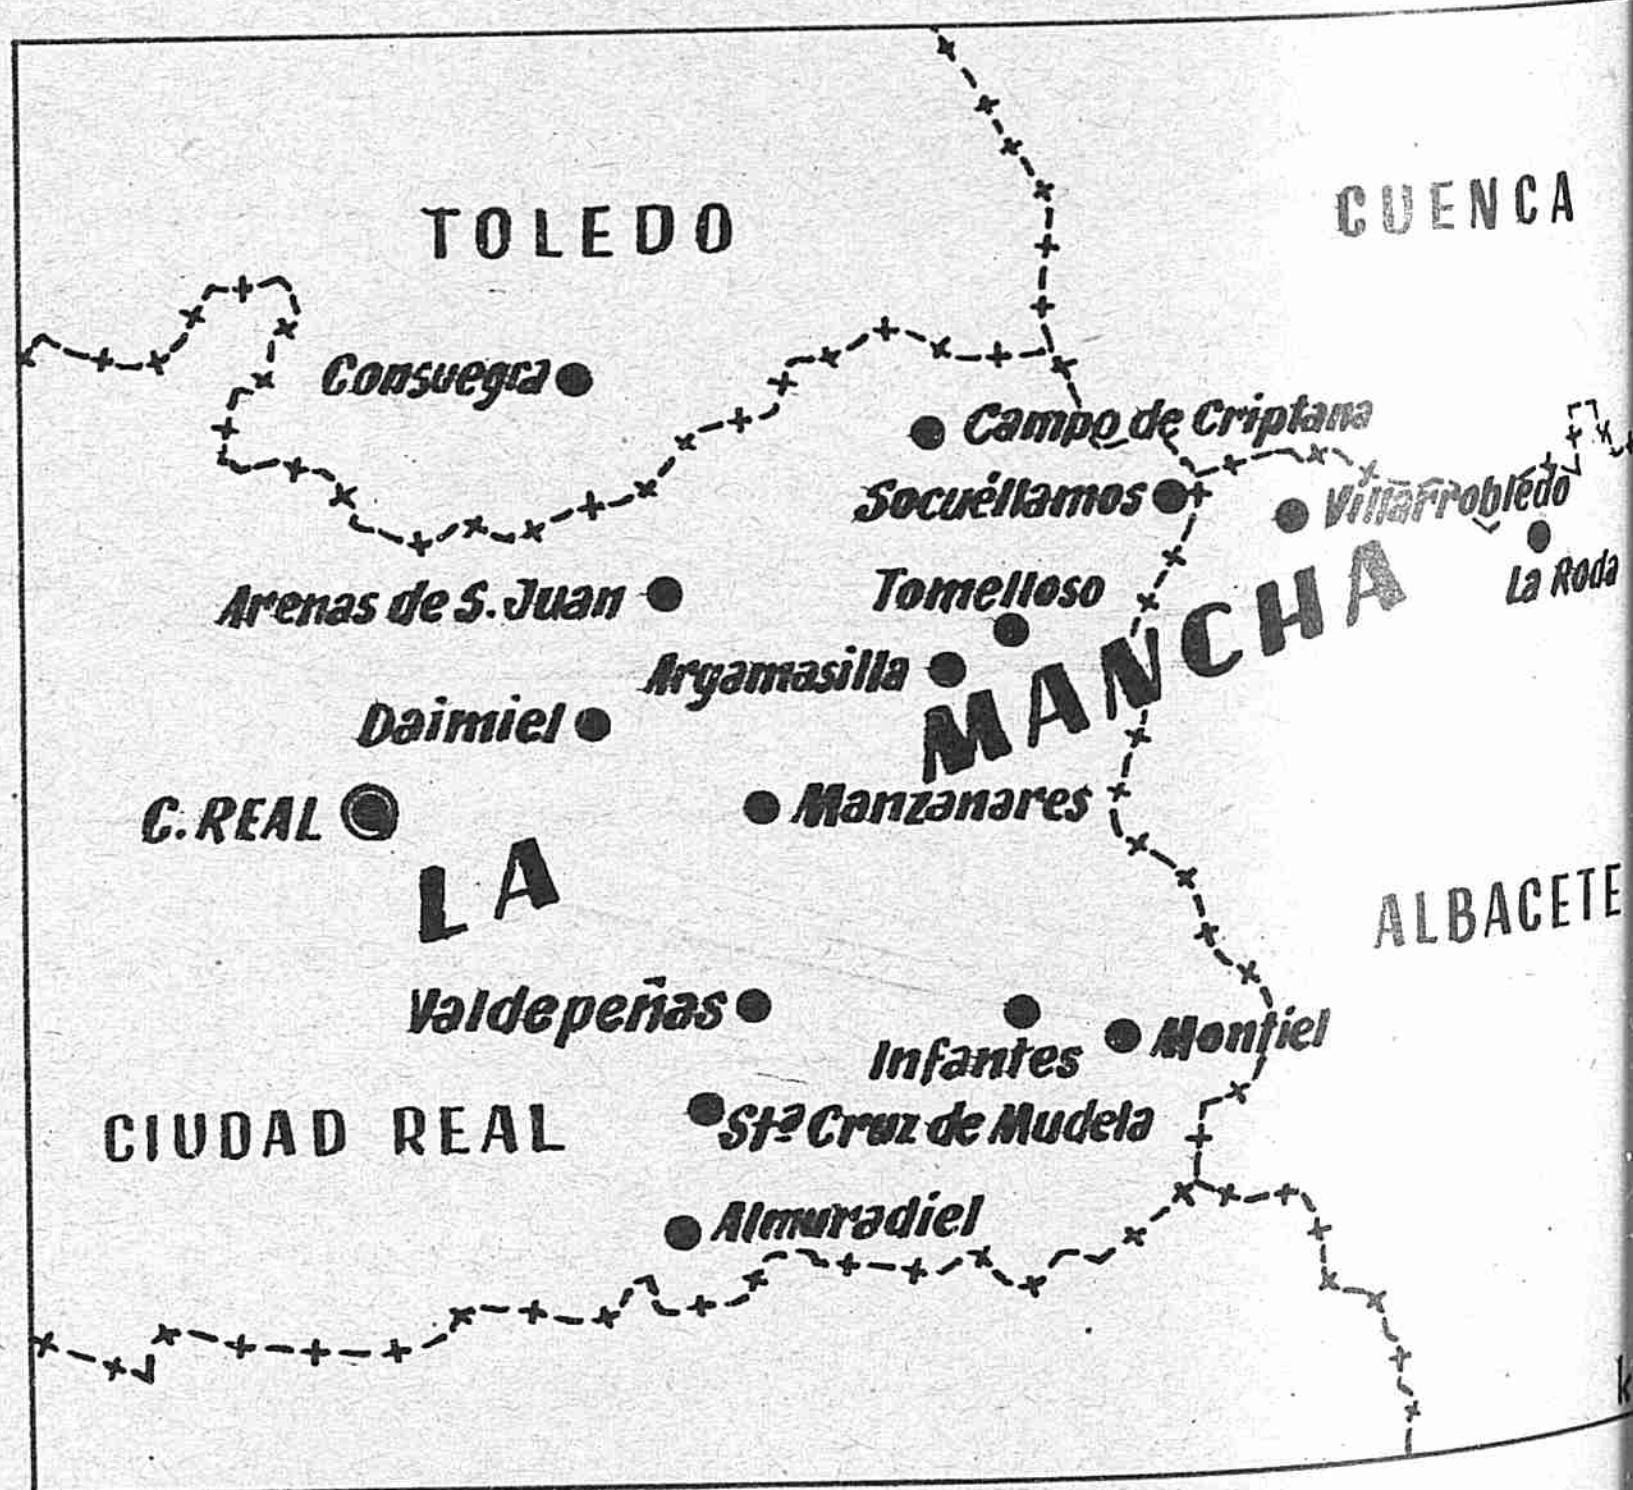 CUENCA
TOLEDO
Consuegra
Campo de Criptana
Socuéllamos
Villarrobledo
La Roda
Arenas de S. Juan
Tomelloso
Argamasilla
Daimiel
C. REAL
Manzanares
LA MANCHA
ALBACETE
Valdepeñas
Infantes
Montiel
CIUDAD REAL
Stª Cruz de Mudela
Almuradiel